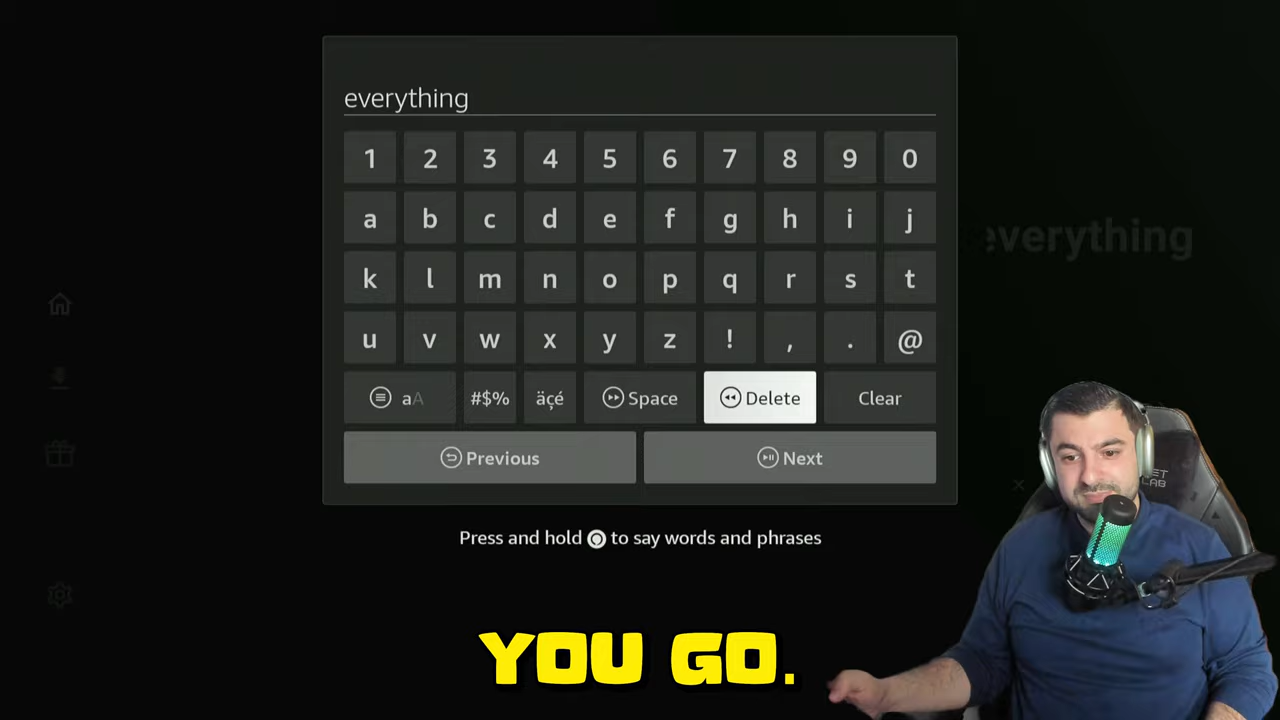 everything
1 2 3 4 5 6 7 8 9 0
a b c d e f g h i j
k l m n o p q r s t
u v w x y z ! , . @
aA #$% äçé Space Delete Clear
Previous Next
Press and hold to say words and phrases
everything
YOU GO.